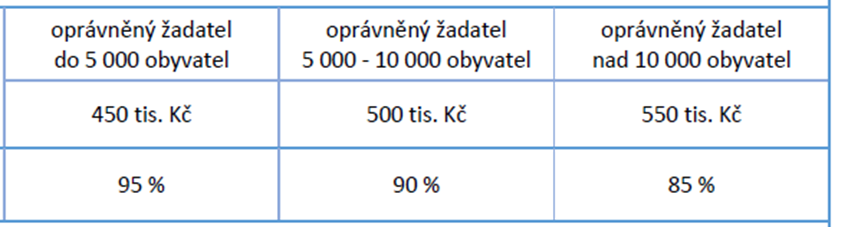 oprávněný žadatel
do 5 000 obyvatel
oprávněný žadatel
5 000 - 10 000 obyvatel
oprávněný žadatel
nad 10 000 obyvatel
450 tis. Kč
500 tis. Kč
550 tis. Kč
95 %
90 %
85 %